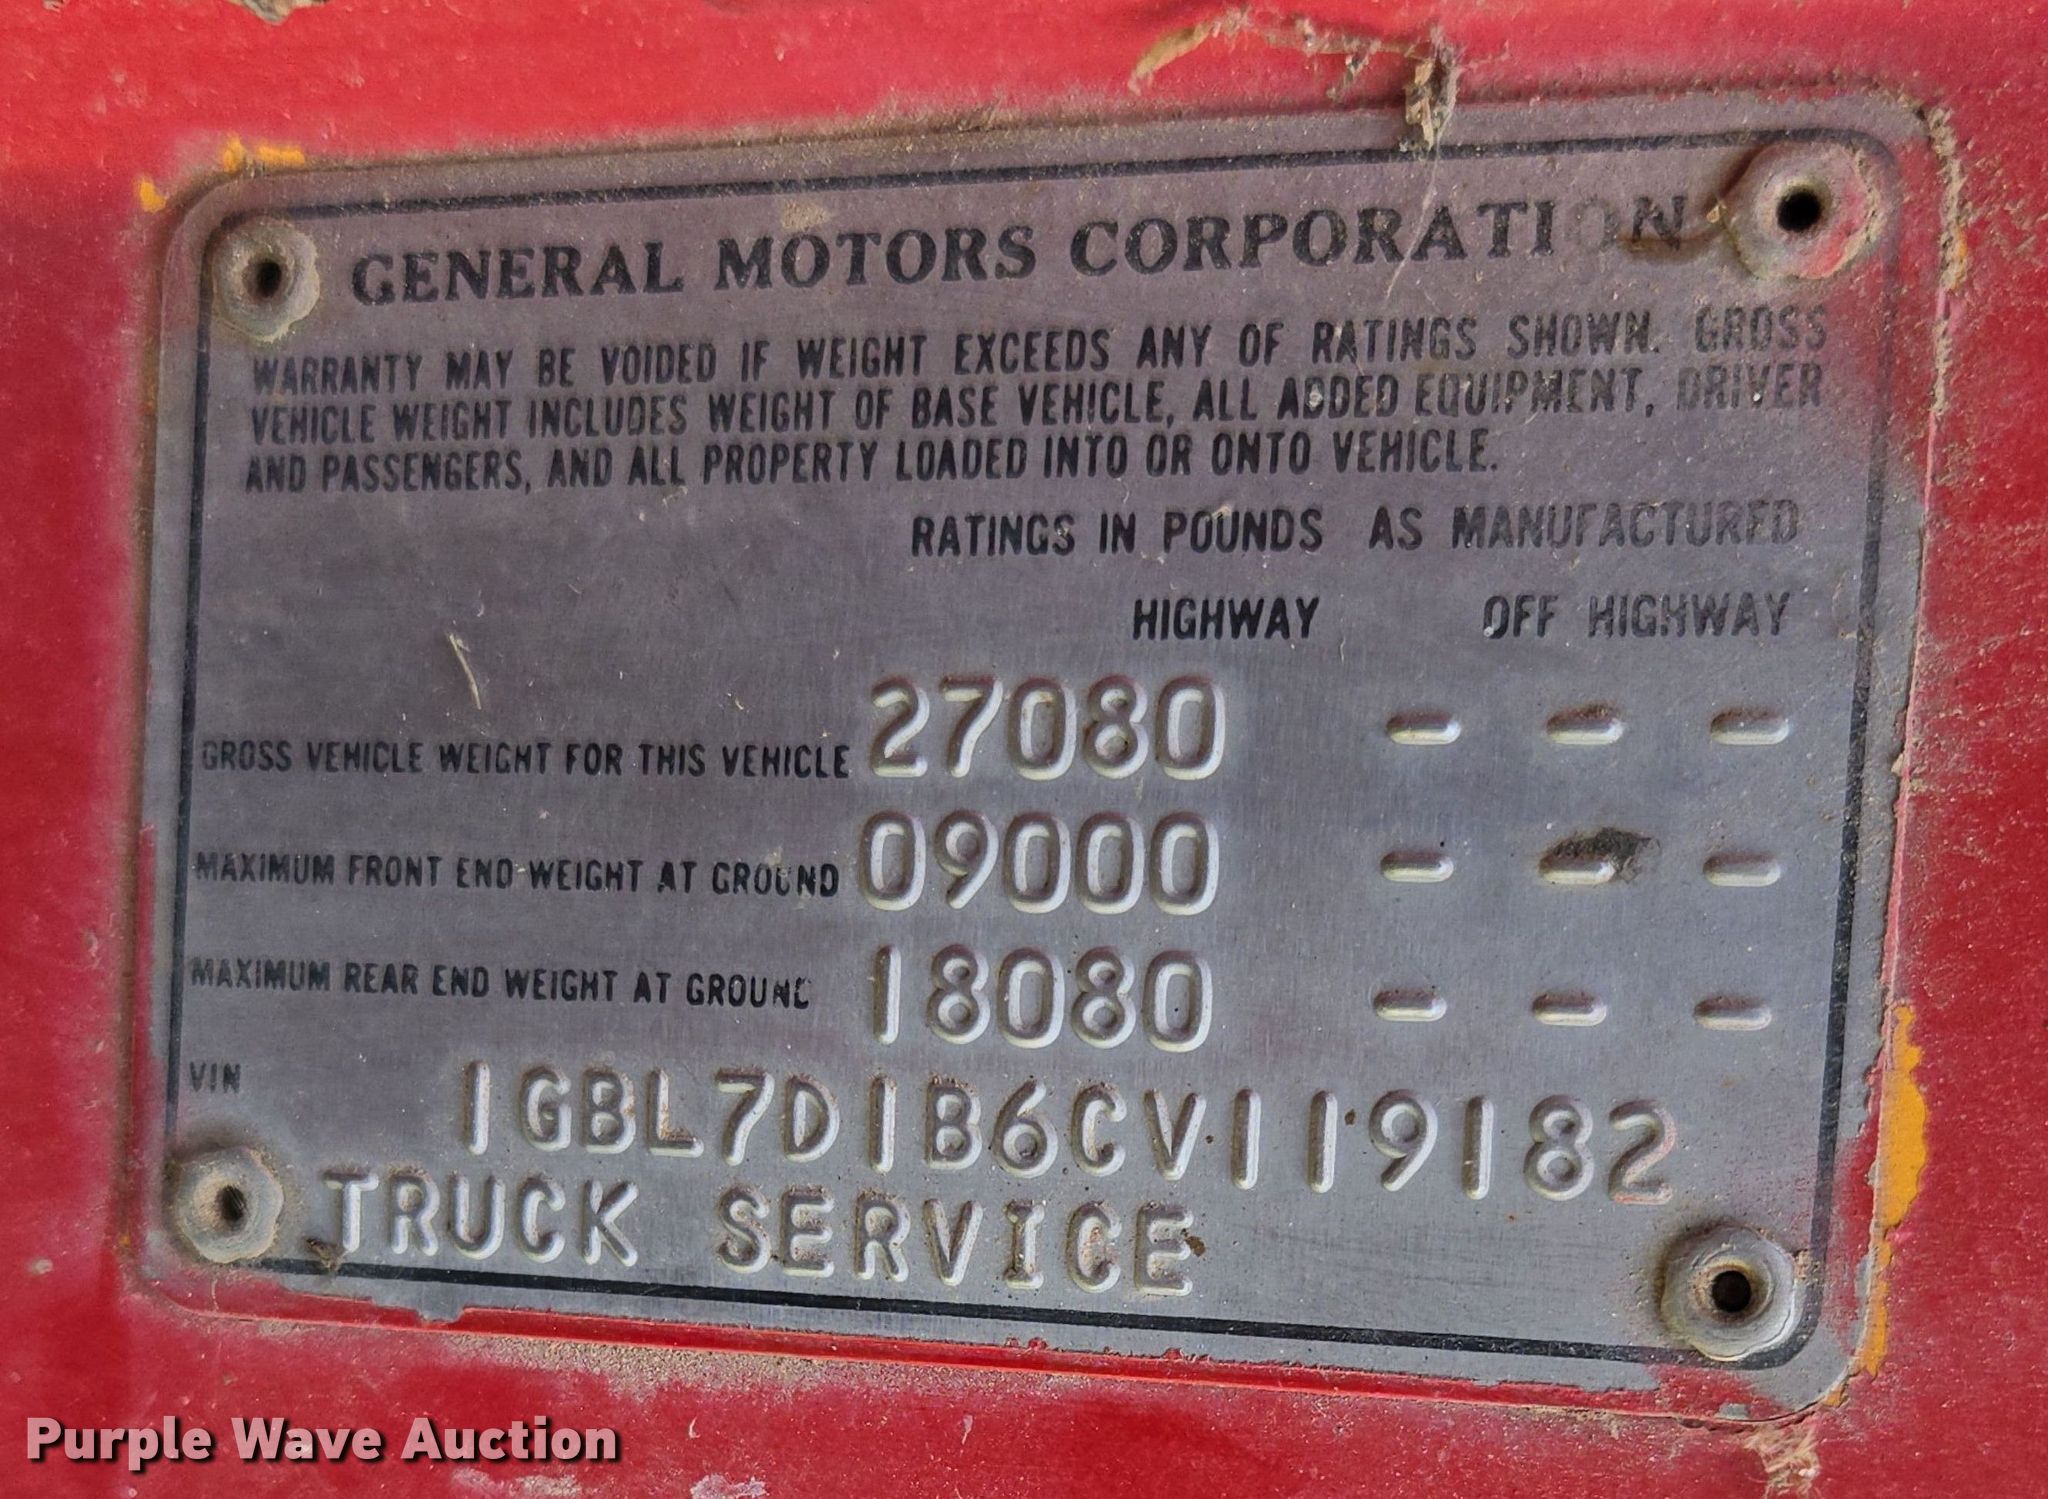 GENERAL MOTORS CORPORATION
WARRANTY MAY BE VOIDED IF WEIGHT EXCEEDS ANY OF RATINGS SHOWN. GROSS
VEHICLE WEIGHT INCLUDES WEIGHT OF BASE VEHICLE, ALL ADDED EQUIPMENT, DRIVER
AND PASSENGERS, AND ALL PROPERTY LOADED INTO OR ONTO VEHICLE.
RATINGS IN POUNDS AS MANUFACTURED
HIGHWAY OFF HIGHWAY
GROSS VEHICLE WEIGHT FOR THIS VEHICLE 27080 - - -
MAXIMUM FRONT END WEIGHT AT GROUND 09000 - - -
MAXIMUM REAR END WEIGHT AT GROUND 18080 - - -
VIN 1GBL7D1B6CV119182
TRUCK SERVICE
Purple Wave Auction